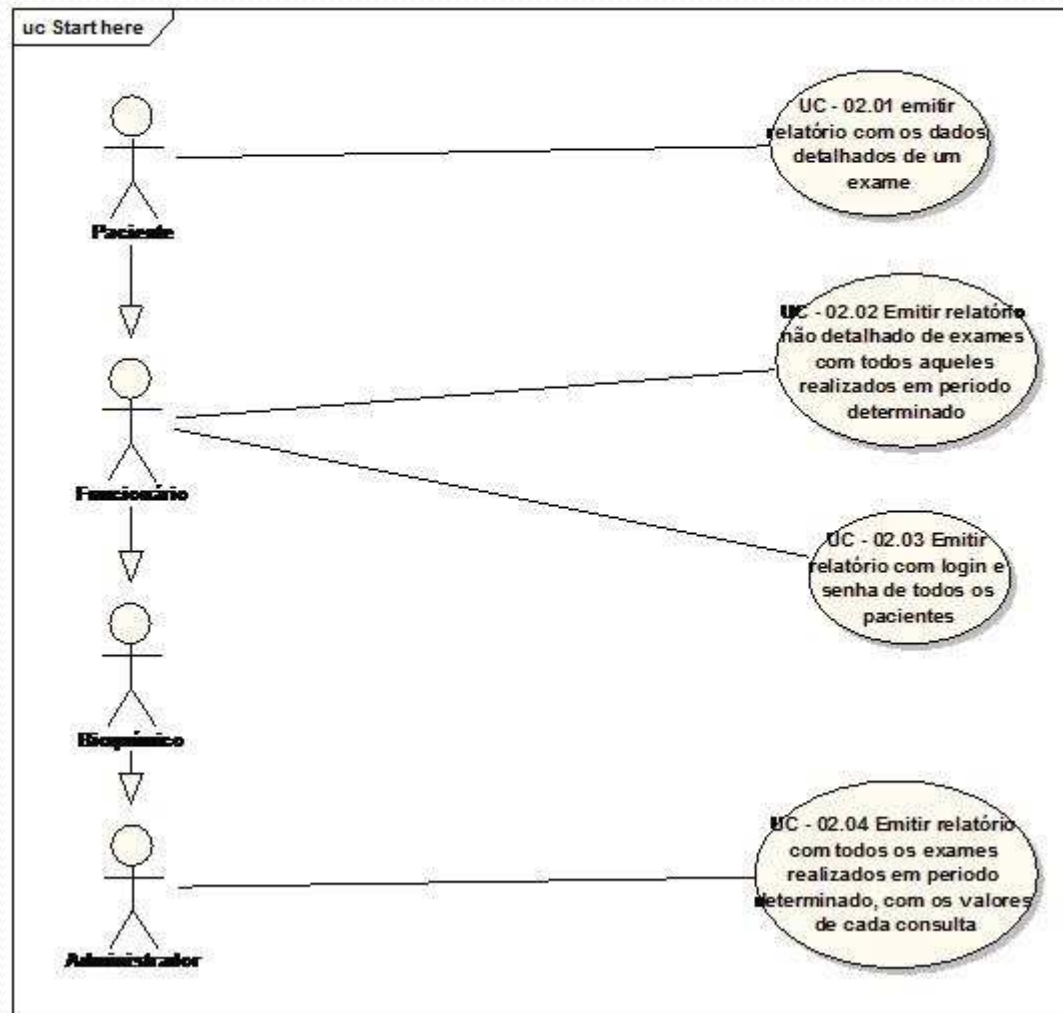 uc Start here
UC - 02.01 emitir
relatório com os dados
detalhados de um
exame
Paciente
UC - 02.02 Emitir relatório
não detalhado de exames
com todos aqueles
realizados em periodo
determinado
Funcionário
UC - 02.03 Emitir
relatório com login e
senha de todos os
pacientes
Bioquímico
UC - 02.04 Emitir relatório
com todos os exames
realizados em periodo
determinado, com os valores
de cada consulta
Administrador